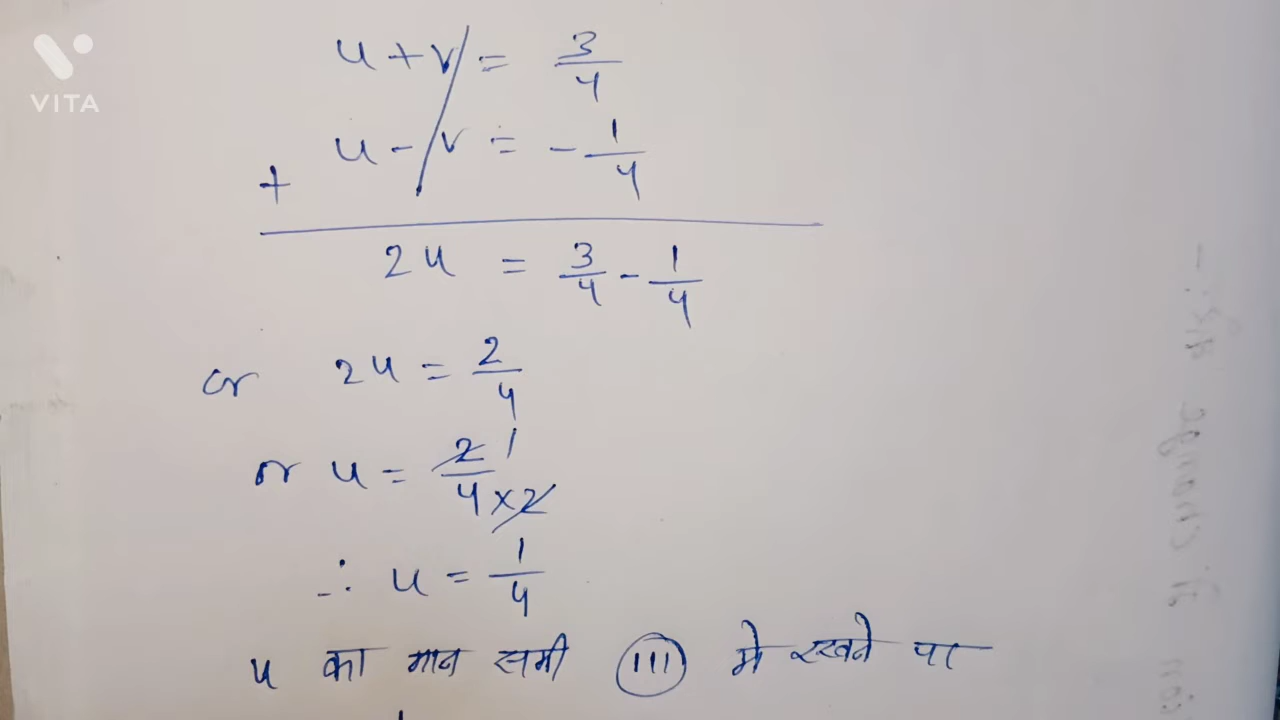 VITA
u + v = 3/4
u - v = - 1/4
+
2u = 3/4 - 1/4
or 2u = 2/4
or u = 2/4×2 1
∴ u = 1/4
u का मान समी (III) मे रखने पा